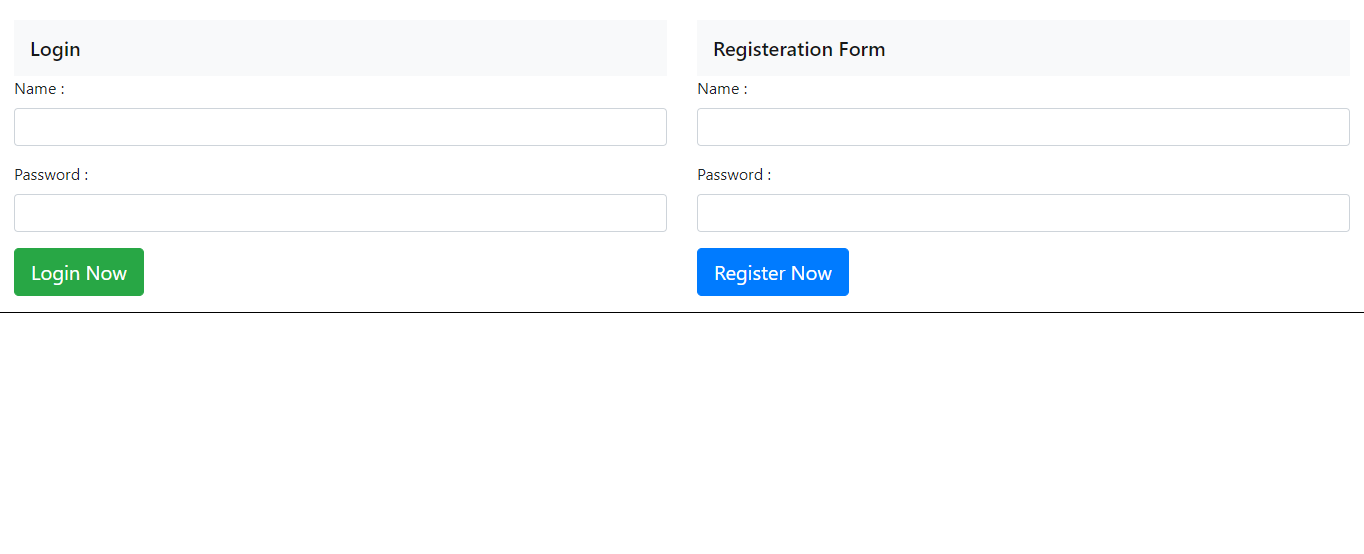 Login
Name :
Password :
Login Now
Registeration Form
Name :
Password :
Register Now